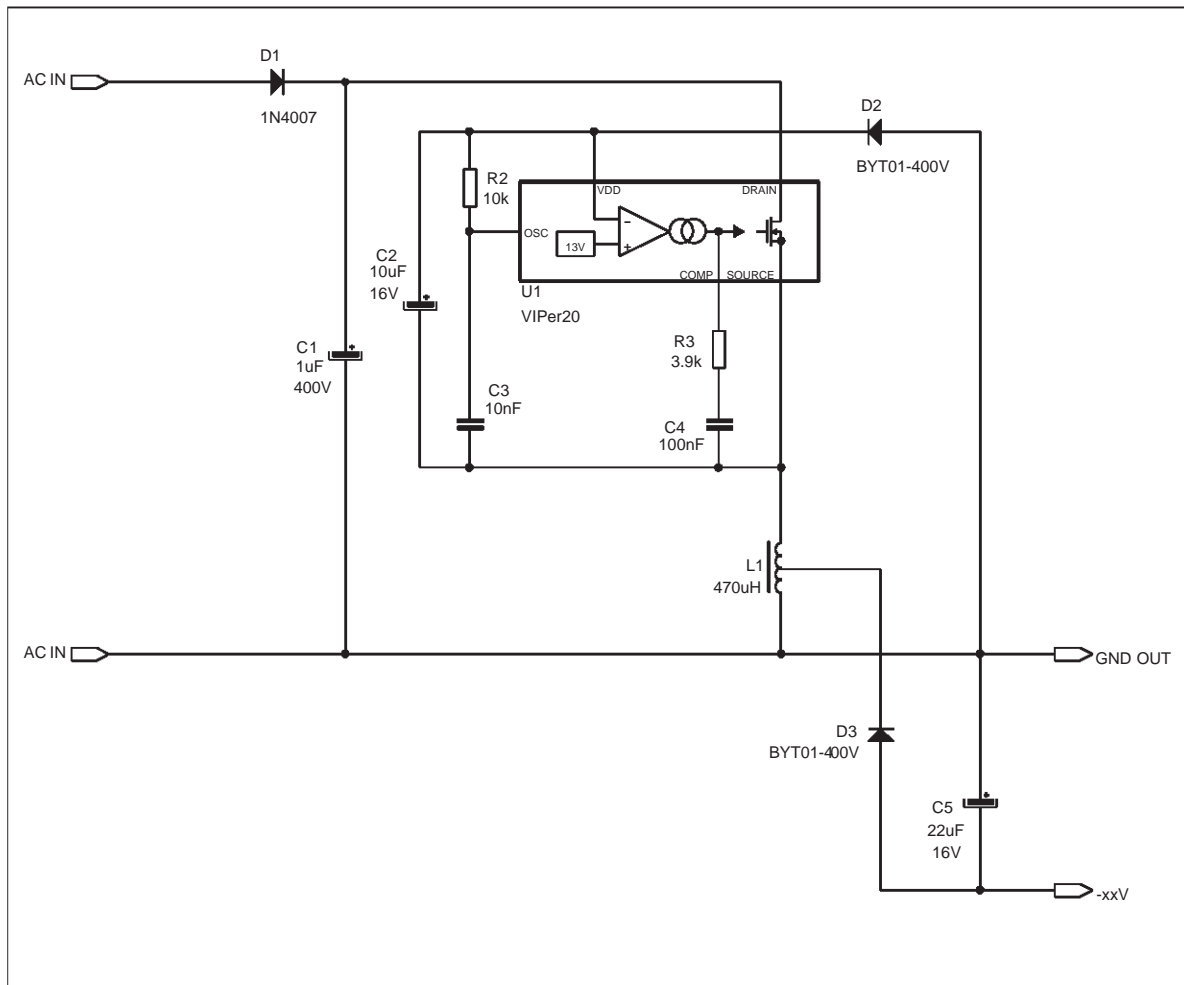 D1
AC IN
1N4007
D2
BYT01-400V
R2
10k
VDD
DRAIN
OSC
13V
-
+
COMP
SOURCE
U1
VIPer20
C2
10uF
16V
+
R3
3.9k
C1
1uF
400V
+
C3
10nF
C4
100nF
L1
470uH
AC IN
GND OUT
D3
BYT01-400V
C5
22uF
16V
+
-xxV